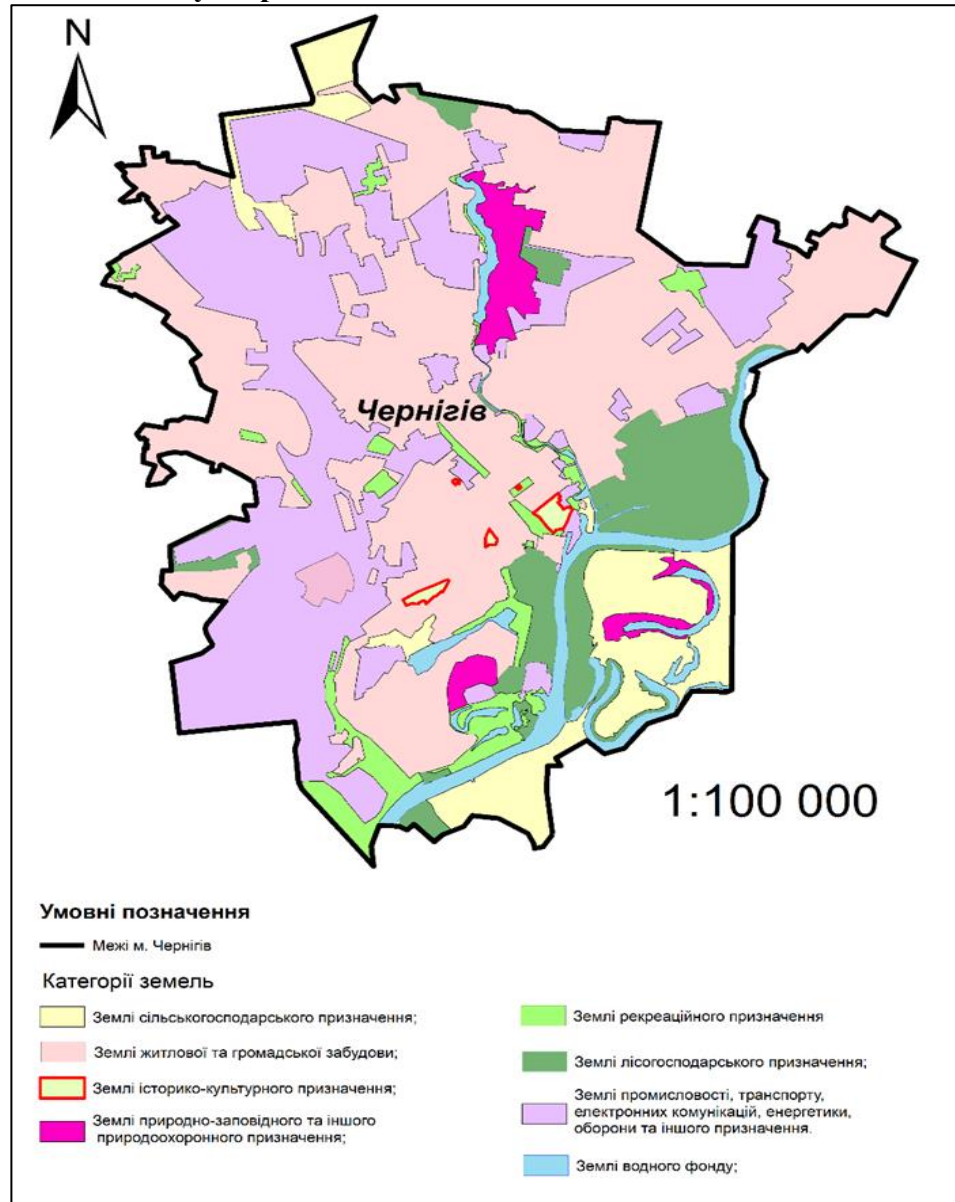 N
Чернігів
1:100 000
Умовні позначення
Межі м. Чернігів
Категорії земель
Землі сільськогосподарського призначення;
Землі житлової та громадської забудови;
Землі історико-культурного призначення;
Землі природно-заповідного та іншого
природоохоронного призначення;
Землі рекреаційного призначення
Землі лісогосподарського призначення;
Землі промисловості, транспорту,
електронних комунікацій, енергетики,
оборони та іншого призначення.
Землі водного фонду;